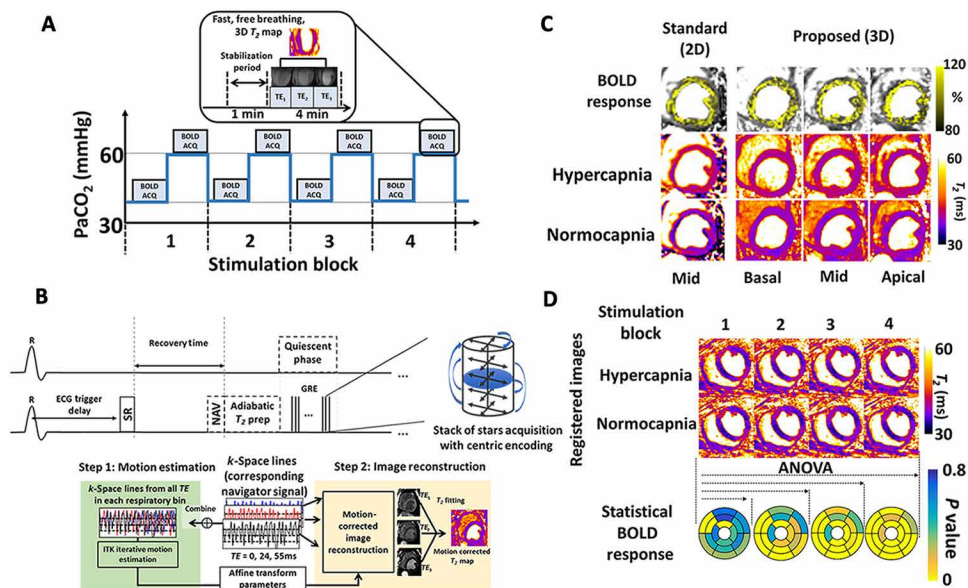 A
Fast, free breathing,
3D T₂ map
Stabilization
period
TE₁
TE₂
TE₃
1 min
4 min
PaCO₂ (mmHg)
60
30
BOLD
ACQ
BOLD
ACQ
BOLD
ACQ
BOLD
ACQ
BOLD
ACQ
BOLD
ACQ
BOLD
ACQ
BOLD
ACQ
1
2
3
4
Stimulation block
B
R
Recovery time
Quiescent
phase
...
R
ECG trigger
delay
SR
NAV
Adiabatic
T₂ prep
GRE
...
...
Stack of stars acquisition
with centric encoding
Step 1: Motion estimation
k-Space lines from all TE
in each respiratory bin
ITK iterative motion
estimation
Combine
k-Space lines
(corresponding
navigator signal)
TE = 0, 24, 55ms
Affine transform
parameters
Step 2: Image reconstruction
Motion-
corrected
image
reconstruction
TE₁
TE₂
TE₃
T₂ fitting
Motion corrected
T₂ map
C
Standard
(2D)
Proposed (3D)
BOLD
response
120
%
80
Hypercapnia
Normocapnia
60
T₂ (ms)
30
Mid
Basal
Mid
Apical
D
Stimulation
block
1
2
3
4
Registered images
Hypercapnia
Normocapnia
60
T₂ (ms)
30
ANOVA
Statistical
BOLD
response
0.8
P value
0